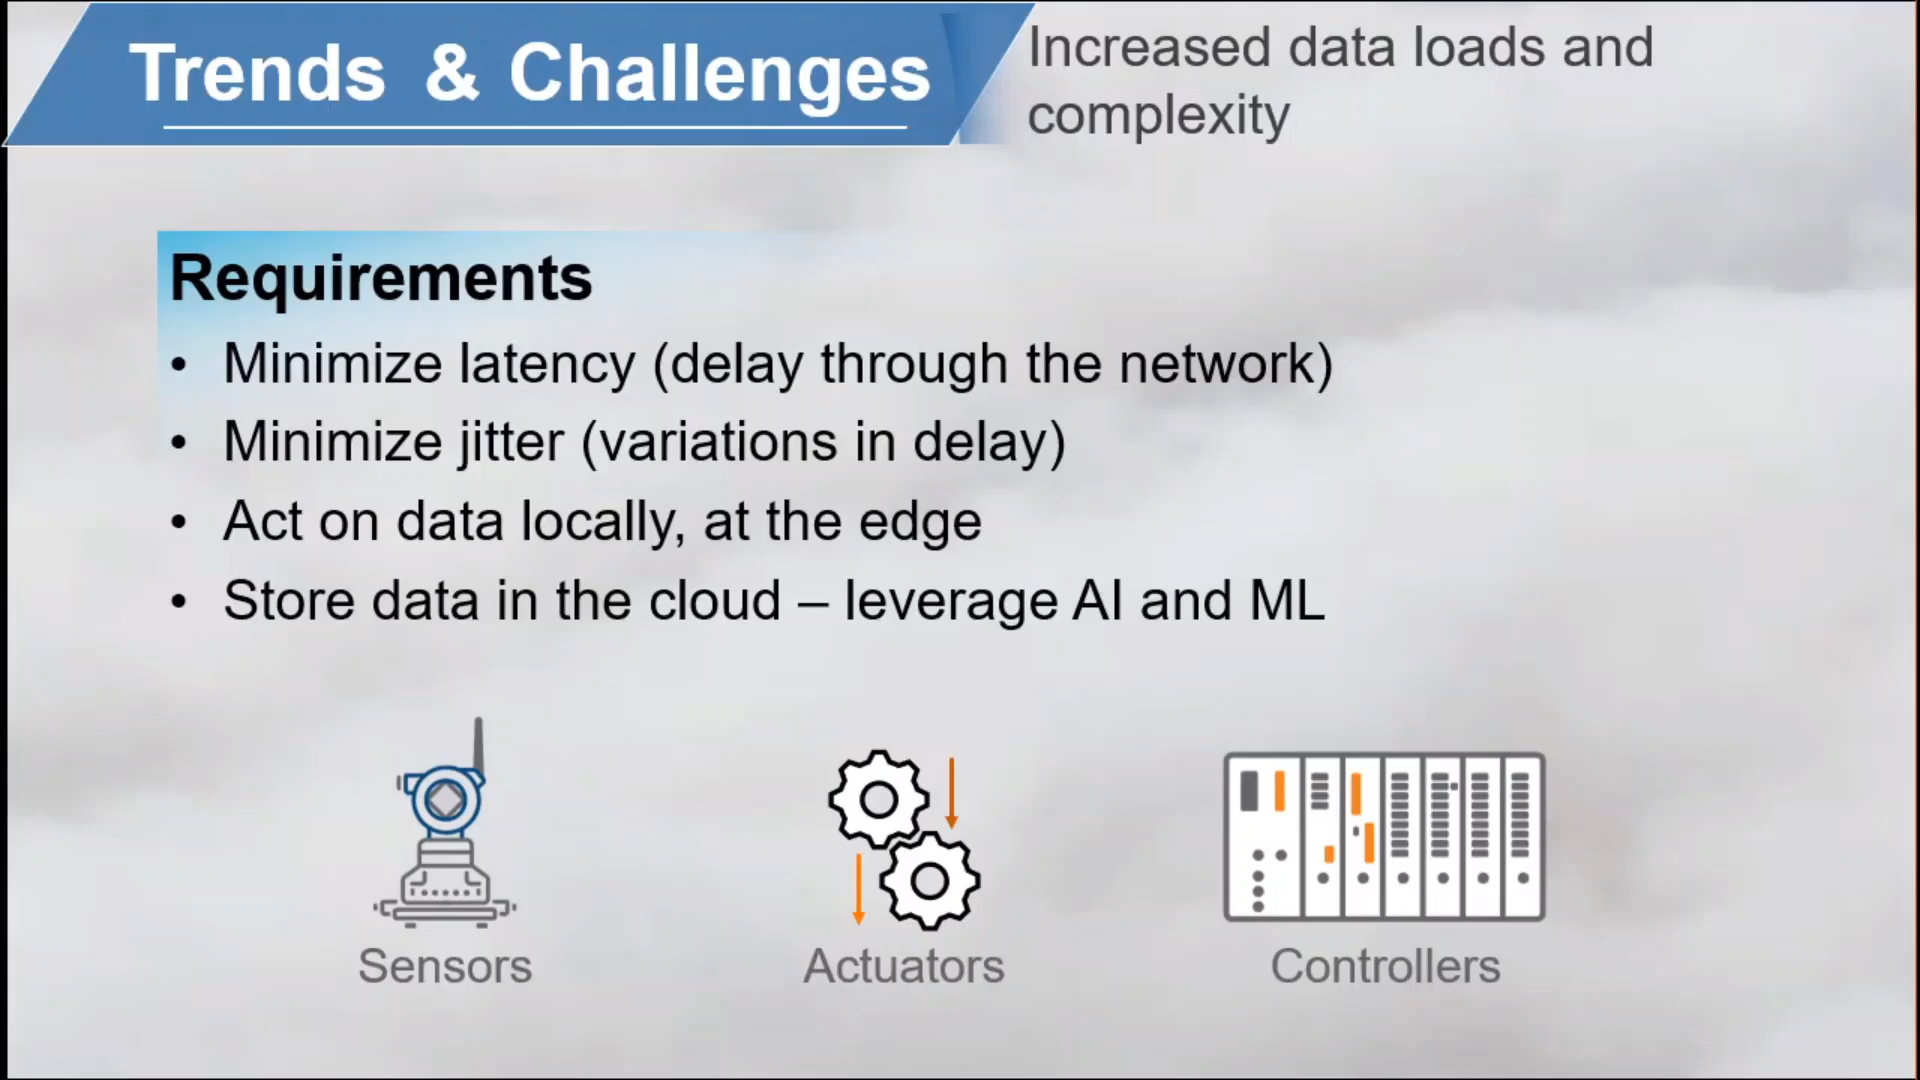 Trends & Challenges
Increased data loads and
complexity
Requirements
• Minimize latency (delay through the network)
• Minimize jitter (variations in delay)
• Act on data locally, at the edge
• Store data in the cloud – leverage AI and ML
Sensors
Actuators
Controllers